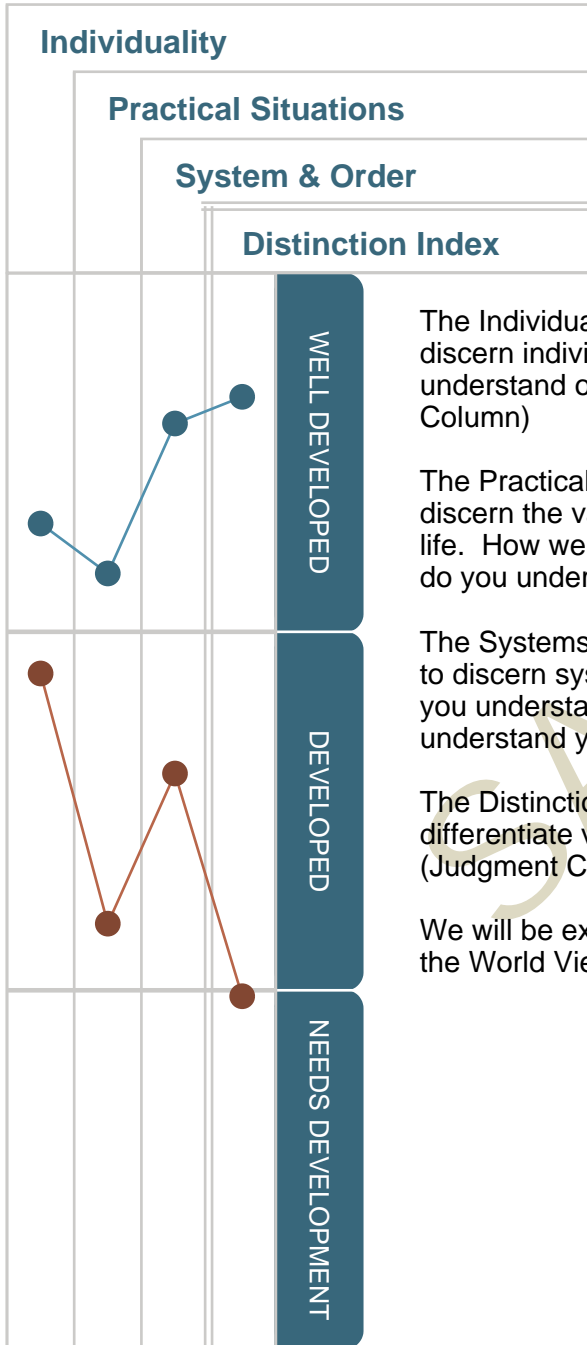 Individuality
Practical Situations
System & Order
Distinction Index
WELL DEVELOPED
DEVELOPED
NEEDS DEVELOPMENT
The Individua
discern indivi
understand o
Column)
The Practical
discern the v
life. How we
do you under
The Systems
to discern sys
you understa
understand y
The Distinctio
differentiate v
(Judgment C
We will be ex
the World Vie